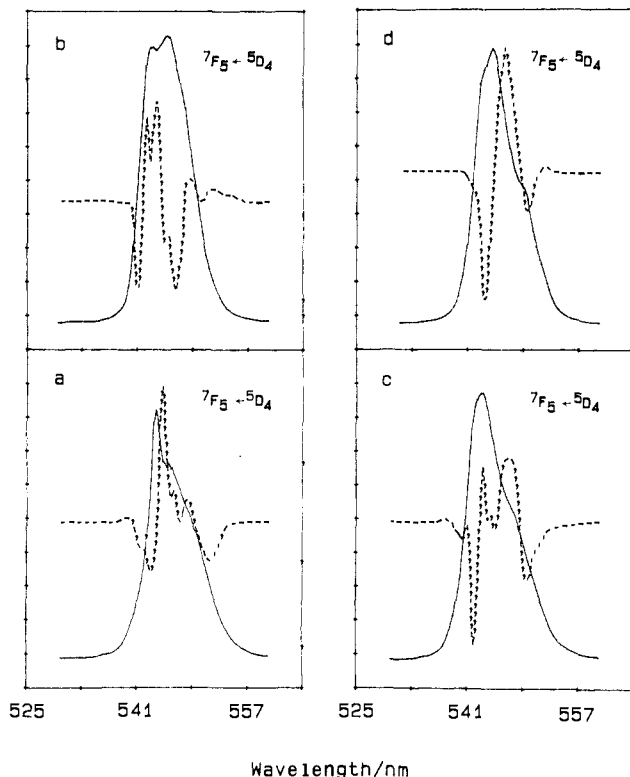 b
⁷F₅ ← ⁵D₄
d
⁷F₅ ← ⁵D₄
a
⁷F₅ ← ⁵D₄
c
⁷F₅ ← ⁵D₄
525 541 557
525 541 557
Wavelength/nm